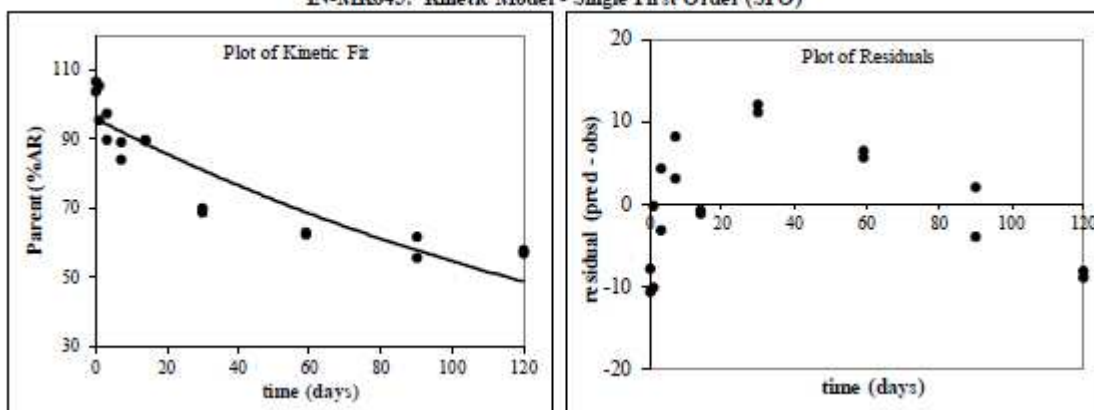 Kinetic Model - Single First Order (SFO)
Plot of Kinetic Fit
110
90
70
50
30
Parent (%AR)
0 20 40 60 80 100 120
time (days)
Plot of Residuals
20
10
0
-10
-20
residual (pred - obs)
0 20 40 60 80 100 120
time (days)